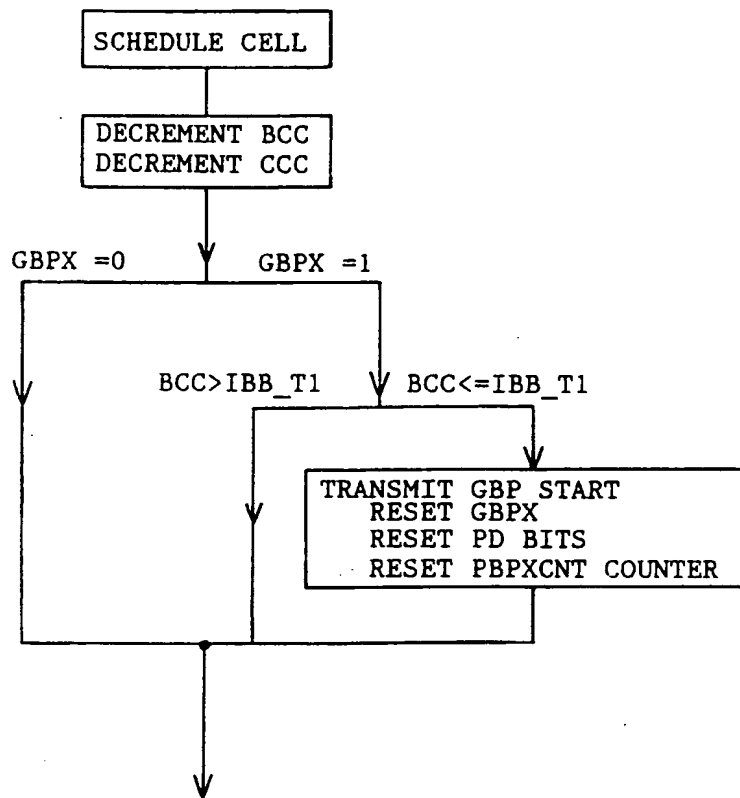 SCHEDULE CELL
DECREMENT BCC
DECREMENT CCC
GBPX =0
GBPX =1
BCC>IBB_T1
BCC<=IBB_T1
TRANSMIT GBP START
RESET GBPX
RESET PD BITS
RESET PBPXCNT COUNTER